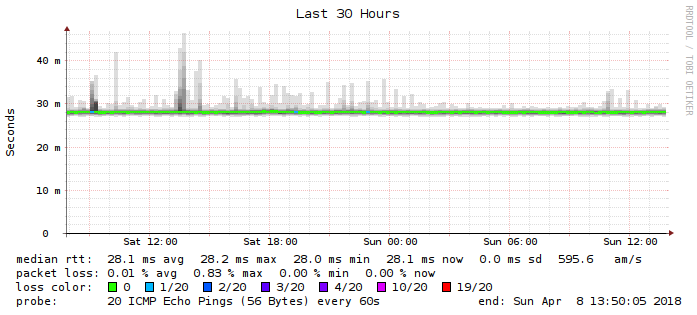 Last 30 Hours
RRDTOOL / TOBI OETIKER
Seconds
40 m
30 m
20 m
10 m
0
Sat 12:00 Sat 18:00 Sun 00:00 Sun 06:00 Sun 12:00
median rtt: 28.1 ms avg 28.2 ms max 28.0 ms min 28.1 ms now 0.0 ms sd 595.6 am/s
packet loss: 0.01 % avg 0.83 % max 0.00 % min 0.00 % now
loss color: 0 1/20 2/20 3/20 4/20 10/20 19/20
probe: 20 ICMP Echo Pings (56 Bytes) every 60s end: Sun Apr 8 13:50:05 2018